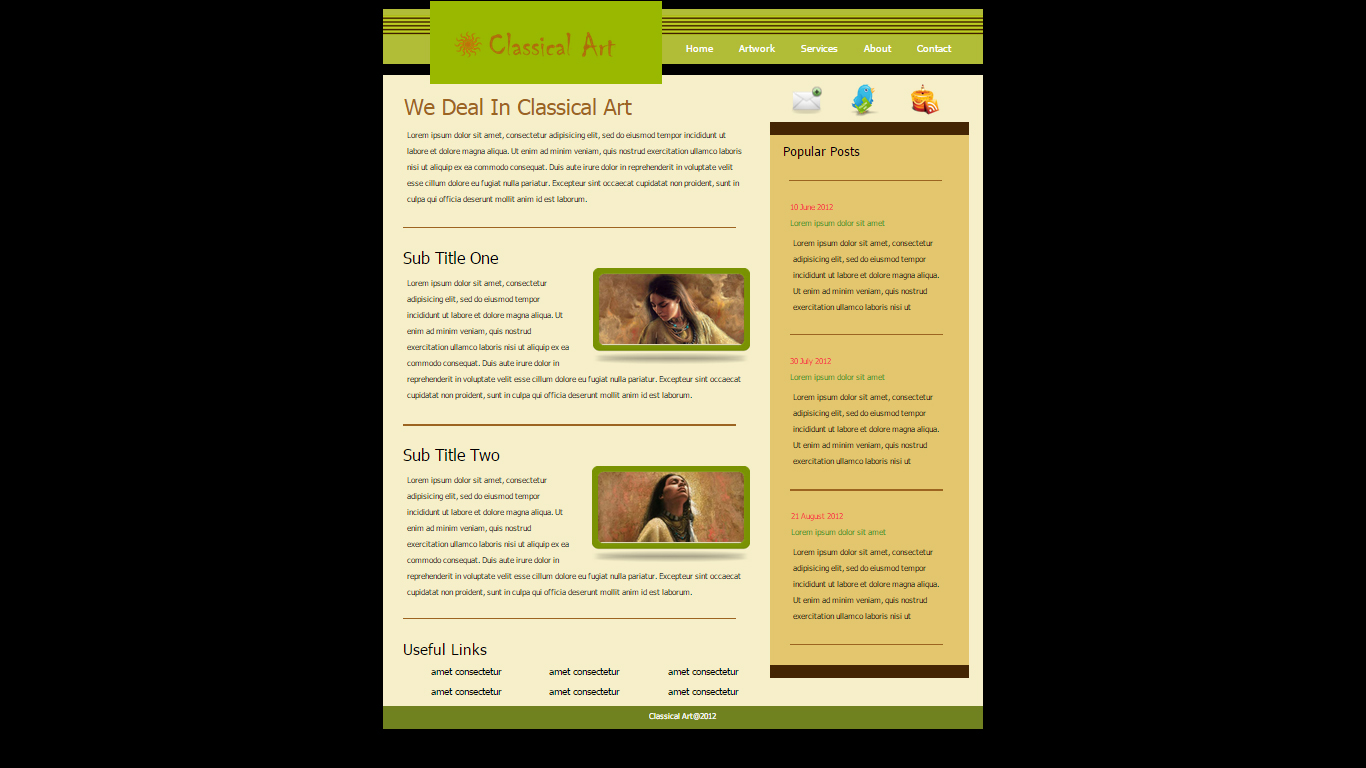 Classical Art
Home Artwork Services About Contact
We Deal In Classical Art
Lorem ipsum dolor sit amet, consectetur adipisicing elit, sed do eiusmod tempor incididunt ut
labore et dolore magna aliqua. Ut enim ad minim veniam, quis nostrud exercitation ullamco laboris
nisi ut aliquip ex ea commodo consequat. Duis aute irure dolor in reprehenderit in voluptate velit
esse cillum dolore eu fugiat nulla pariatur. Excepteur sint occaecat cupidatat non proident, sunt in
culpa qui officia deserunt mollit anim id est laborum.
Sub Title One
Lorem ipsum dolor sit amet, consectetur
adipisicing elit, sed do eiusmod tempor
incididunt ut labore et dolore magna aliqua. Ut
enim ad minim veniam, quis nostrud
exercitation ullamco laboris nisi ut aliquip ex ea
commodo consequat. Duis aute irure dolor in
reprehenderit in voluptate velit esse cillum dolore eu fugiat nulla pariatur. Excepteur sint occaecat
cupidatat non proident, sunt in culpa qui officia deserunt mollit anim id est laborum.
Sub Title Two
Lorem ipsum dolor sit amet, consectetur
adipisicing elit, sed do eiusmod tempor
incididunt ut labore et dolore magna aliqua. Ut
enim ad minim veniam, quis nostrud
exercitation ullamco laboris nisi ut aliquip ex ea
commodo consequat. Duis aute irure dolor in
reprehenderit in voluptate velit esse cillum dolore eu fugiat nulla pariatur. Excepteur sint occaecat
cupidatat non proident, sunt in culpa qui officia deserunt mollit anim id est laborum.
Useful Links
amet consectetur amet consectetur amet consectetur
amet consectetur amet consectetur amet consectetur
Popular Posts
10 June 2012
Lorem ipsum dolor sit amet
Lorem ipsum dolor sit amet, consectetur
adipisicing elit, sed do eiusmod tempor
incididunt ut labore et dolore magna aliqua.
Ut enim ad minim veniam, quis nostrud
exercitation ullamco laboris nisi ut
30 July 2012
Lorem ipsum dolor sit amet
Lorem ipsum dolor sit amet, consectetur
adipisicing elit, sed do eiusmod tempor
incididunt ut labore et dolore magna aliqua.
Ut enim ad minim veniam, quis nostrud
exercitation ullamco laboris nisi ut
21 August 2012
Lorem ipsum dolor sit amet
Lorem ipsum dolor sit amet, consectetur
adipisicing elit, sed do eiusmod tempor
incididunt ut labore et dolore magna aliqua.
Ut enim ad minim veniam, quis nostrud
exercitation ullamco laboris nisi ut
Classical Art@2012